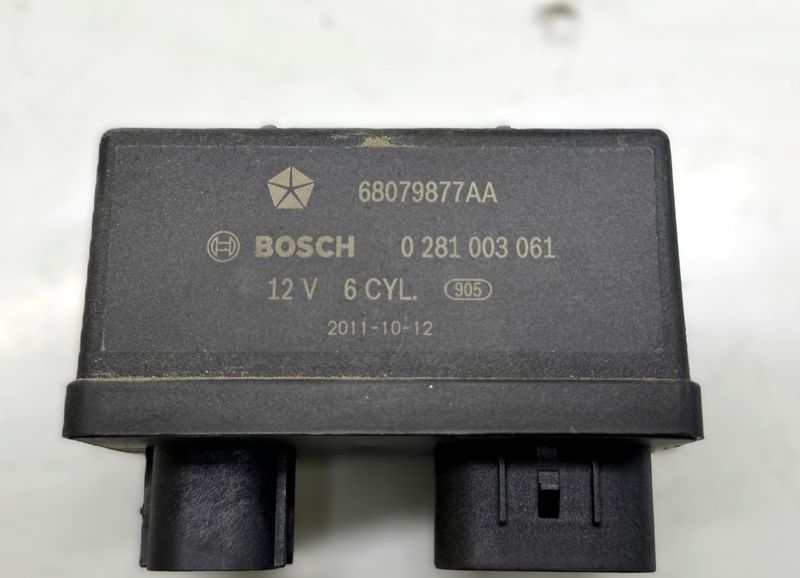 68079877AA
BOSCH 0 281 003 061
12 V 6 CYL. 905
2011-10-12